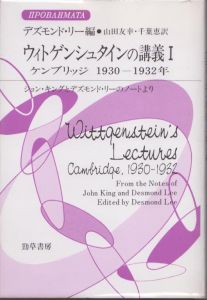 ΠΡΟΒΛΗΜΑΤΑ
デズモンド・リー編●山田友幸・千葉恵訳
ウィトゲンシュタインの講義Ⅰ
ケンブリッジ 1930―1932年
ジョン・キングとデズモンド・リーのノートより
Wittgenstein's
Lectures
Cambridge, 1930-1932
From the Notes of
John King and Desmond Lee
Edited by Desmond Lee
勁草書房